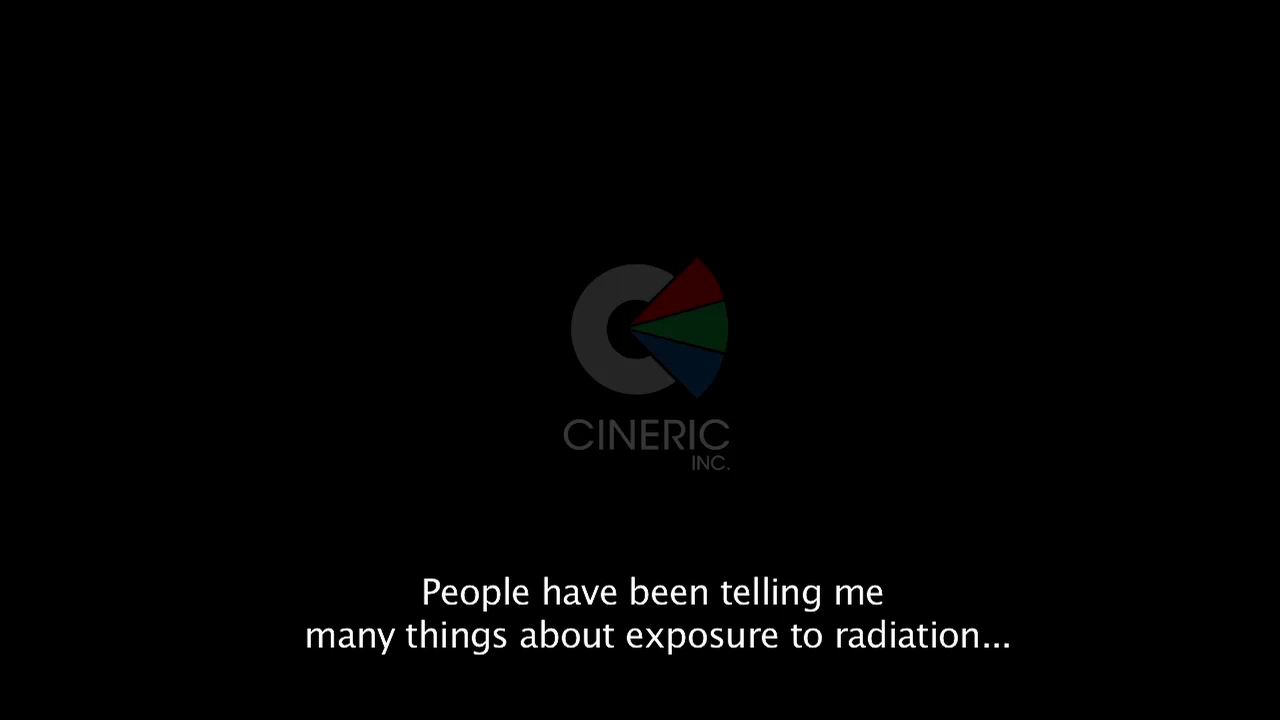 CINERIC
INC.
People have been telling me
many things about exposure to radiation...